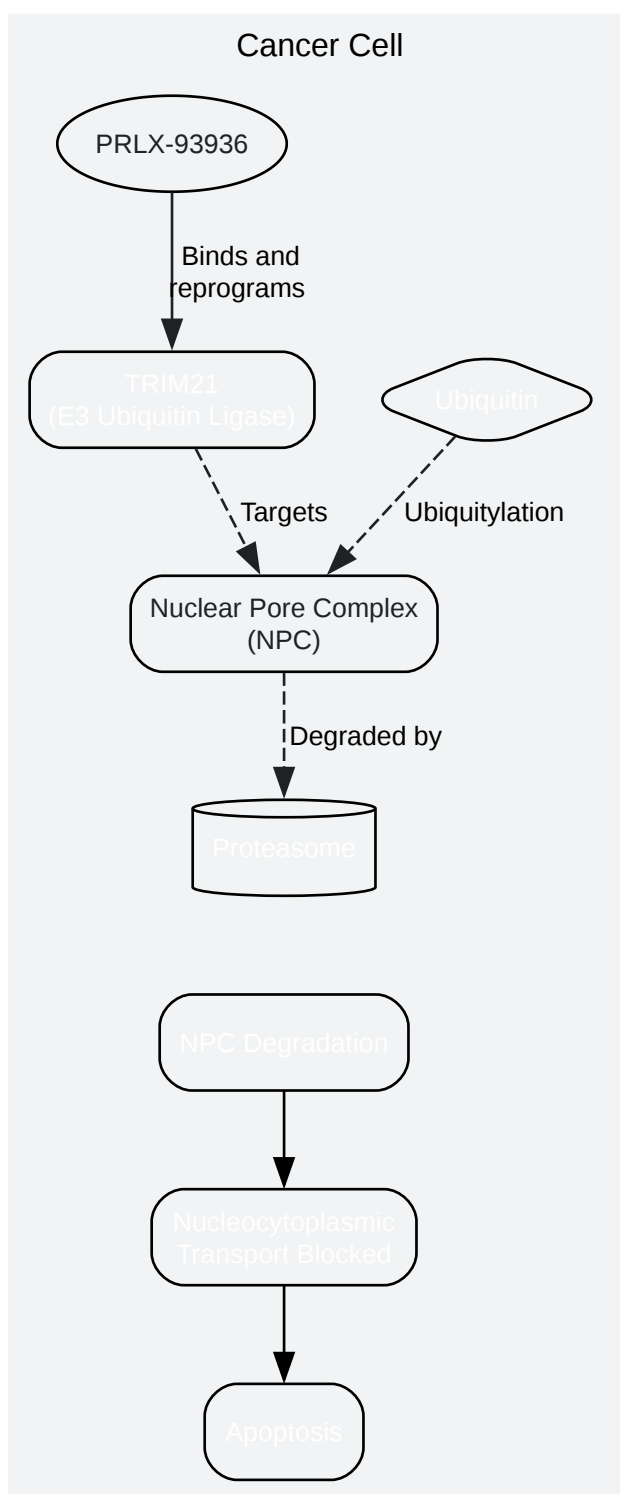 Cancer Cell
PRLX-93936
Binds and
reprograms
TRIM21
(E3 Ubiquitin Ligase)
Ubiquitin
Targets
Ubiquitylation
Nuclear Pore Complex
(NPC)
Degraded by
Proteasome
NPC Degradation
Nucleocytoplasmic
Transport Blocked
Apoptosis